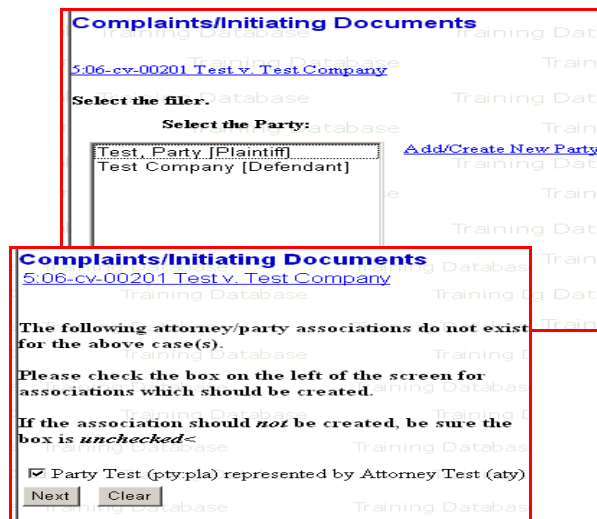 Complaints/Initiating Documents
5:06-cv-00201 Test v. Test Company
Select the filer.
Select the Party:
Test, Party [Plaintiff]
Add/Create New Party
Test Company [Defendant]
Complaints/Initiating Documents
5:06-cv-00201 Test v. Test Company
The following attorney/party associations do not exist
for the above case(s).
Please check the box on the left of the screen for
associations which should be created.
If the association should not be created, be sure the
box is unchecked<
Party Test (pty:pla) represented by Attorney Test (aty)
Next Clear
Training Database